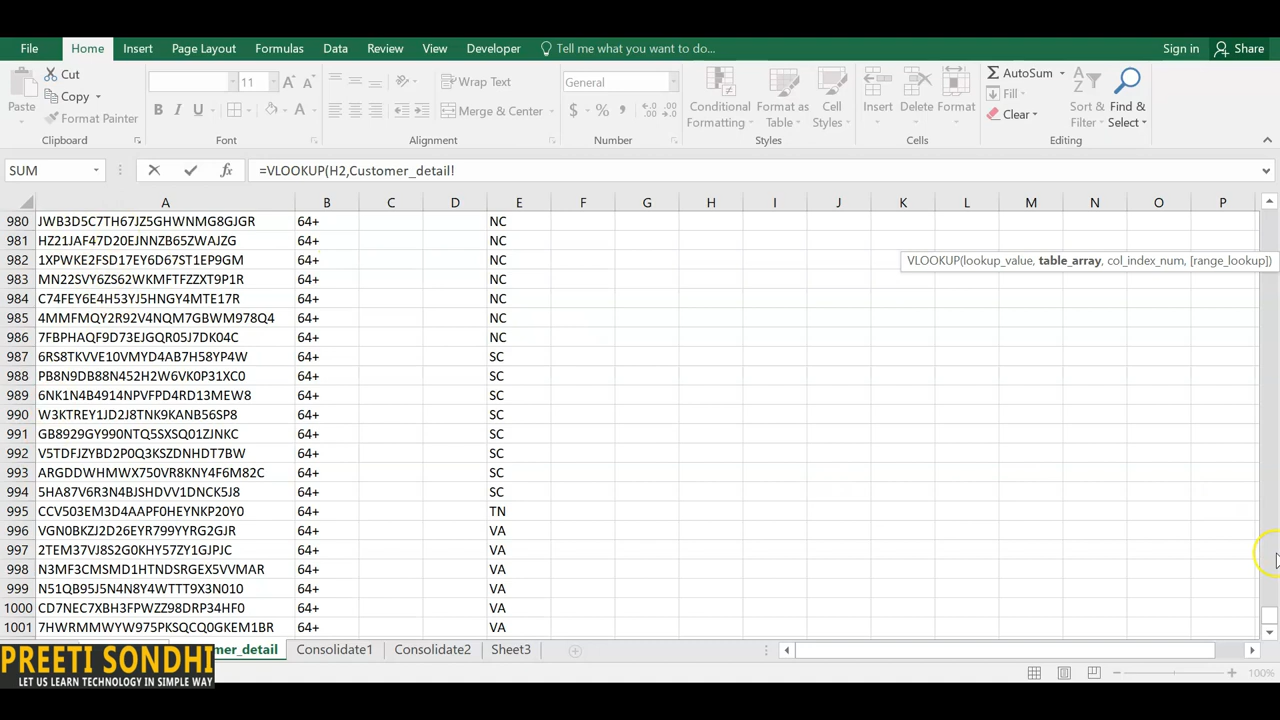 File Home Insert Page Layout Formulas Data Review View Developer Tell me what you want to do... Sign in Share
Paste Cut Copy Format Painter Clipboard
11 B I U Font
Wrap Text Merge & Center Alignment
General $ % , Number
Conditional Formatting Format as Table Cell Styles Styles
Insert Delete Format Cells
AutoSum Fill Clear Sort & Filter Find & Select Editing
SUM fx =VLOOKUP(H2,Customer_detail!
A B C D E F G H I J K L M N O P
VLOOKUP(lookup_value, table_array, col_index_num, [range_lookup])
980 JWB3D5C7TH67JZ5GHWNMG8GJGR 64+ NC
981 HZ21JAF47D20EJNNZB65ZWAJZG 64+ NC
982 1XPWKE2FSD17EY6D67ST1EP9GM 64+ NC
983 MN22SVY6ZS62WKMFTFZZXT9P1R 64+ NC
984 C74FEY6E4H53YJ5HNGY4MTE17R 64+ NC
985 4MMFMQY2R92V4NQM7GBWM978Q4 64+ NC
986 7FBPHAQF9D73EJGQR05J7DK04C 64+ NC
987 6RS8TKVVE10VMYD4AB7H58YP4W 64+ SC
988 PB8N9DB88N452H2W6VK0P31XC0 64+ SC
989 6NK1N4B4914NPVFPD4RD13MEW8 64+ SC
990 W3KTREY1JD2J8TNK9KANB56SP8 64+ SC
991 GB8929GY990NTQ5SXSQ01ZJNKC 64+ SC
992 V5TDFJZYBD2P0Q3KSZDNHDT7BW 64+ SC
993 ARGDDWHMWX750VR8KNY4F6M82C 64+ SC
994 5HA87V6R3N4BJSHDVV1DNCK5J8 64+ SC
995 CCV503EM3D4AAPF0HEYNKP20Y0 64+ TN
996 VGN0BKZJ2D26EYR799YYRG2GJR 64+ VA
997 2TEM37VJ8S2G0KHY57ZY1GJPJC 64+ VA
998 N3MF3CMSMD1HTNDSRGEX5VVMAR 64+ VA
999 N51QB95J5N4N8Y4WTTT9X3N010 64+ VA
1000 CD7NEC7XBH3FPWZZ98DRP34HF0 64+ VA
1001 7HWRMMWYW975PKSQCQ0GKEM1BR 64+ VA
mer_detail Consolidate1 Consolidate2 Sheet3
PREETI SONDHI
LET US LEARN TECHNOLOGY IN SIMPLE WAY
100%